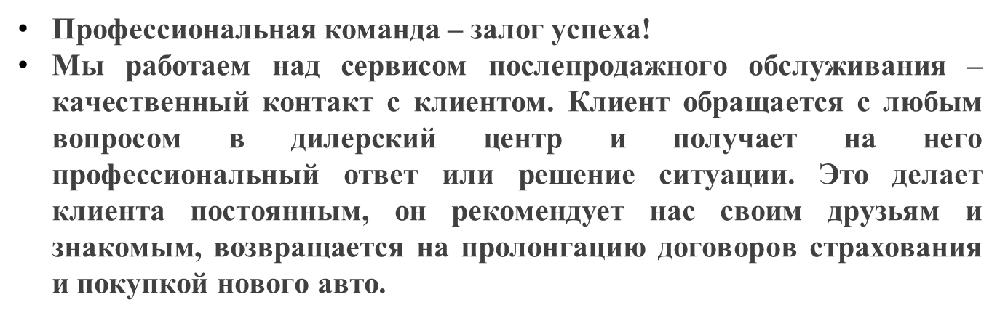 • Профессиональная команда – залог успеха!
• Мы работаем над сервисом послепродажного обслуживания –
качественный контакт с клиентом. Клиент обращается с любым
вопросом в дилерский центр и получает на него
профессиональный ответ или решение ситуации. Это делает
клиента постоянным, он рекомендует нас своим друзьям и
знакомым, возвращается на пролонгацию договоров страхования
и покупкой нового авто.